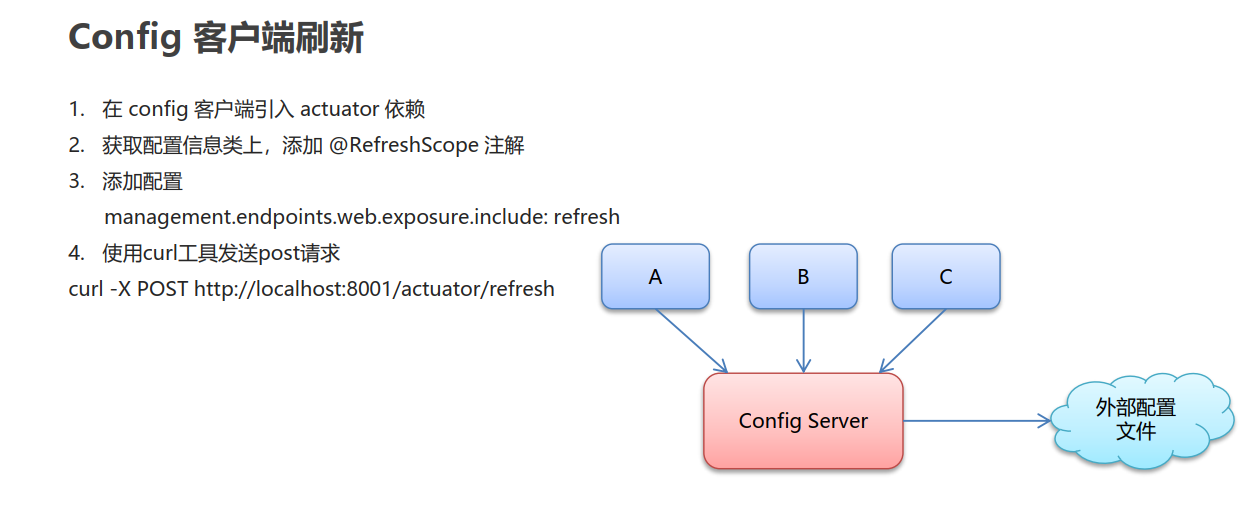 Config 客户端刷新
1. 在 config 客户端引入 actuator 依赖
2. 获取配置信息类上，添加 @RefreshScope 注解
3. 添加配置
management.endpoints.web.exposure.include: refresh
4. 使用curl工具发送post请求
curl -X POST http://localhost:8001/actuator/refresh
A
B
C
Config Server
外部配置
文件